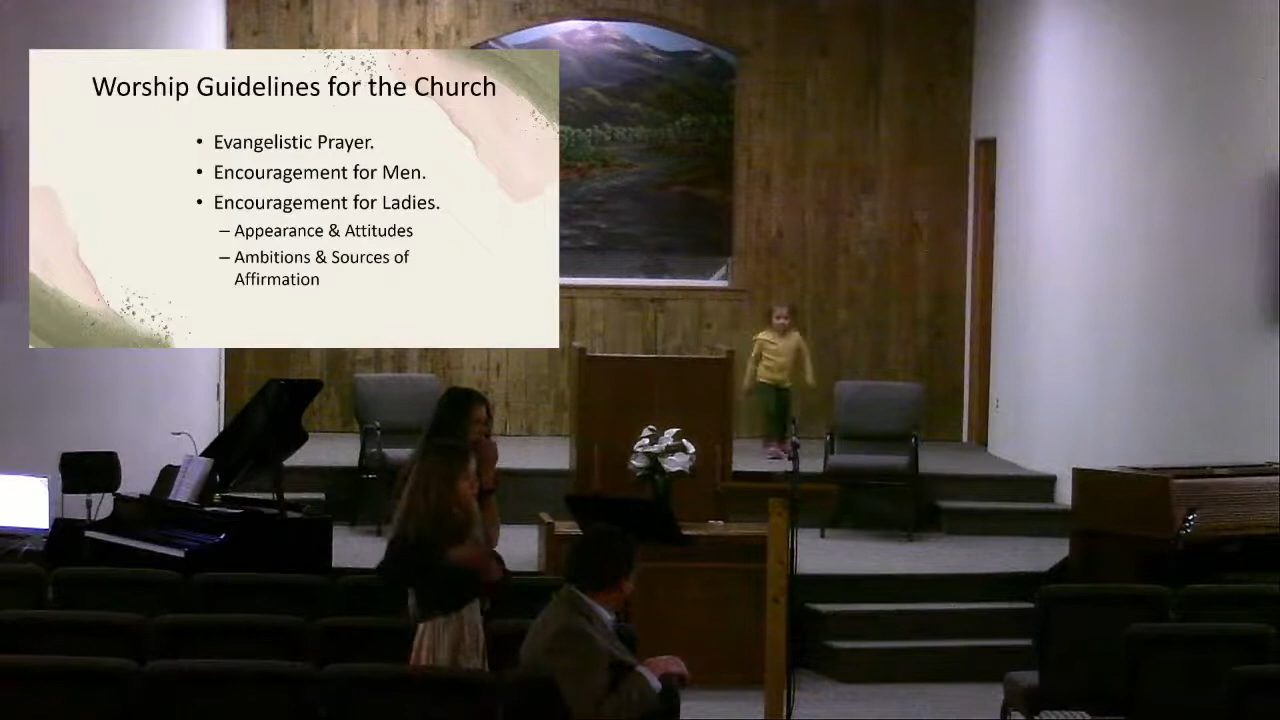 Worship Guidelines for the Church
• Evangelistic Prayer.
• Encouragement for Men.
• Encouragement for Ladies.
– Appearance & Attitudes
– Ambitions & Sources of
Affirmation